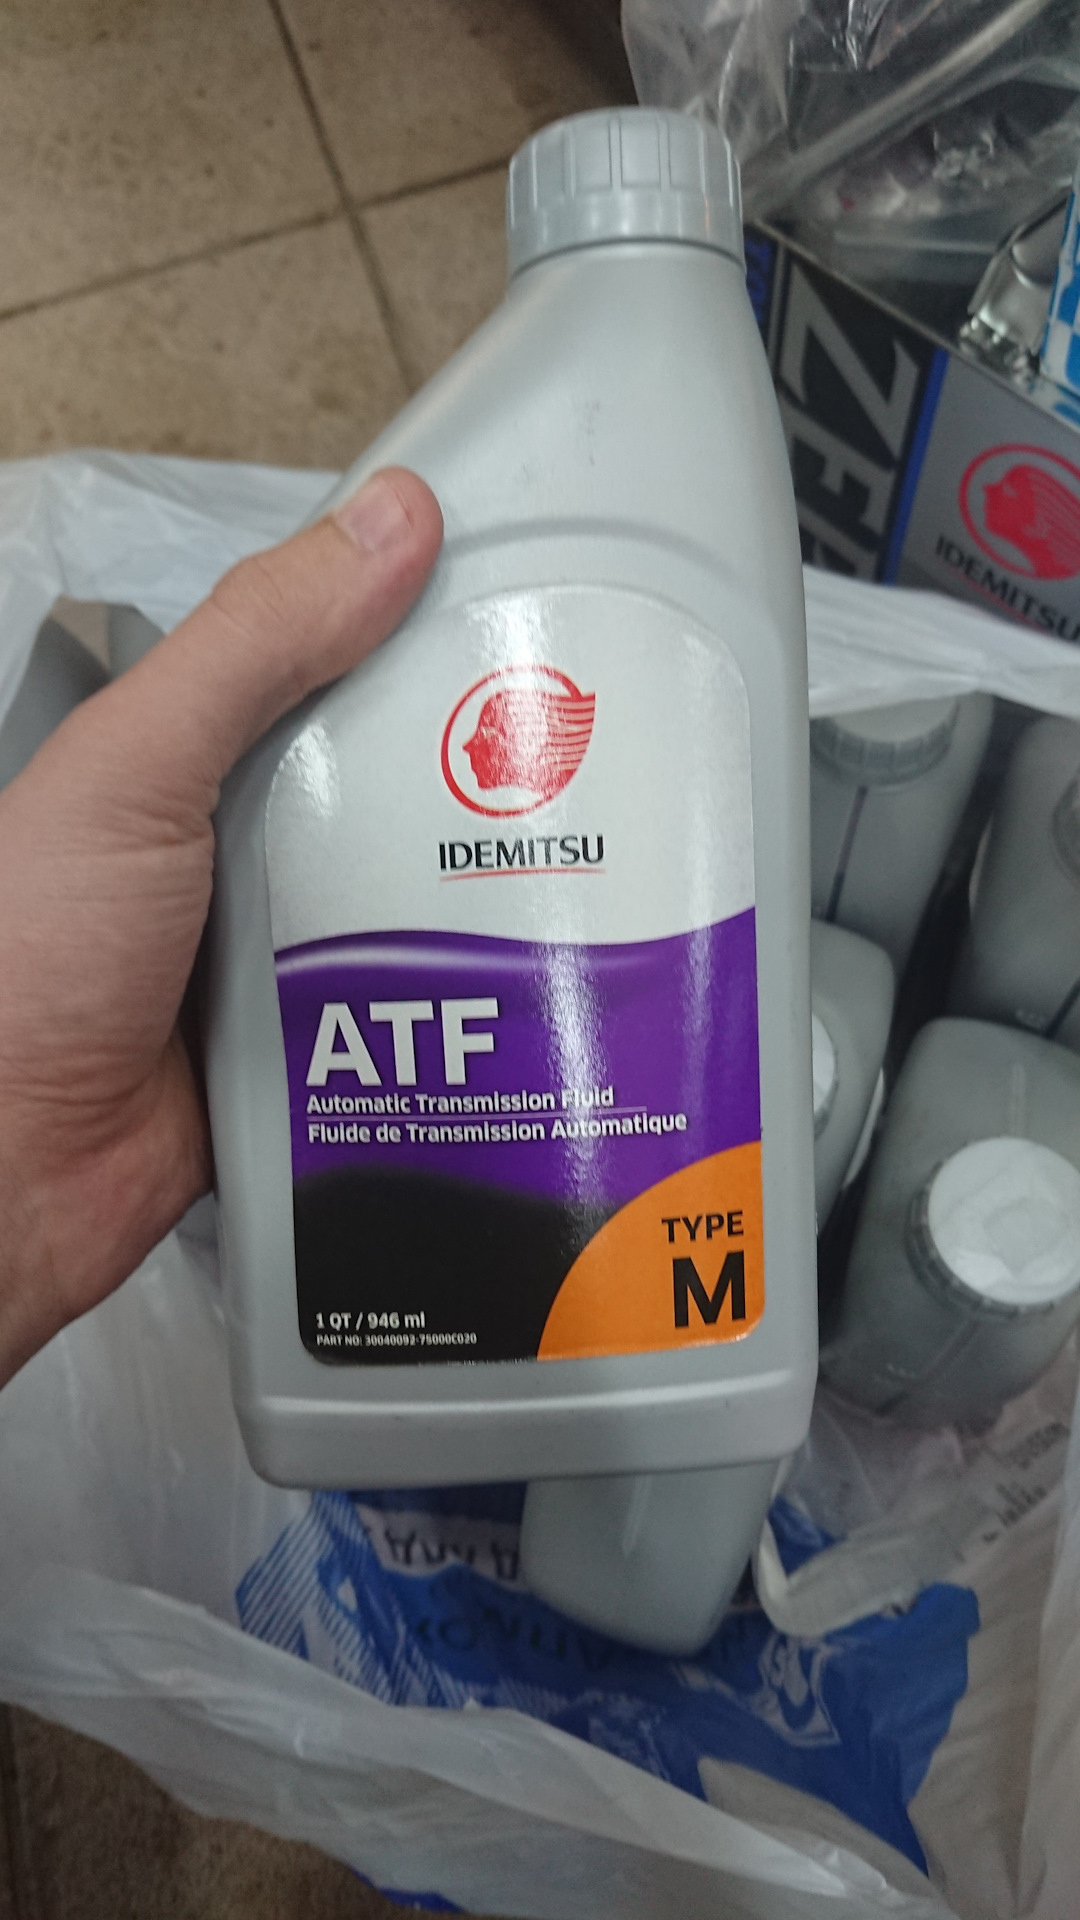 IDEMITSU
ATF
Automatic Transmission Fluid
Fluide de Transmission Automatique
TYPE
M
1 QT / 946 ml
PART NO: 30040092-75000C020
IDEMITSU